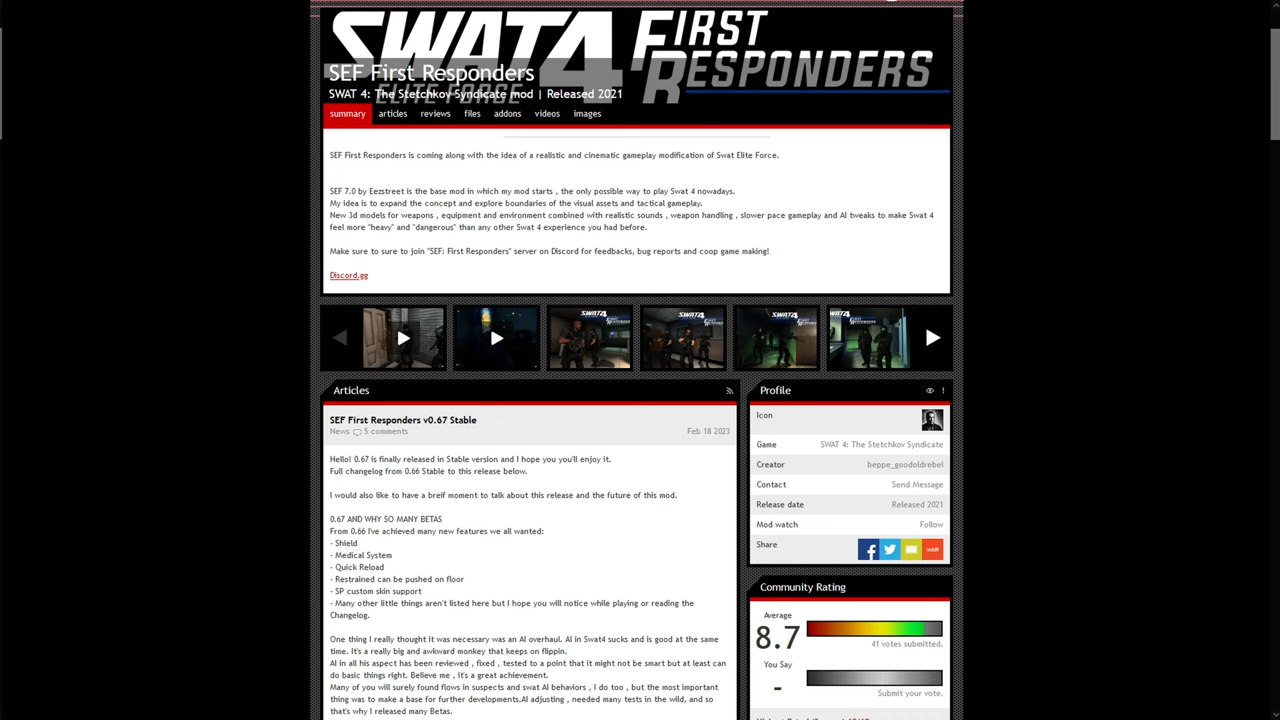 SWAT4 FIRST RESPONDERS
ELITE FORCE
SEF First Responders
SWAT 4: The Stetchkov Syndicate mod | Released 2021
summary articles reviews files addons videos images
SEF First Responders is coming along with the idea of a realistic and cinematic gameplay modification of Swat Elite Force.
SEF 7.0 by Eezstreet is the base mod in which my mod starts , the only possible way to play Swat 4 nowadays.
My idea is to expand the concept and explore boundaries of the visual assets and tactical gameplay.
New 3d models for weapons , equipment and environment combined with realistic sounds , weapon handling , slower pace gameplay and AI tweaks to make Swat 4
feel more "heavy" and "dangerous" than any other Swat 4 experience you had before.
Make sure to sure to join "SEF: First Responders" server on Discord for feedbacks, bug reports and coop game making!
Discord.gg
SWAT4 FIRST RESPONDERS
SWAT4 FIRST RESPONDERS
SWAT4 FIRST RESPONDERS
SWAT4 FIRST RESPONDERS
Articles
SEF First Responders v0.67 Stable
News 5 comments Feb 18 2023
Hello! 0.67 is finally released in Stable version and I hope you you'll enjoy it.
Full changelog from 0.66 Stable to this release below.
I would also like to have a breif moment to talk about this release and the future of this mod.
0.67 AND WHY SO MANY BETAS
From 0.66 I've achieved many new features we all wanted:
- Shield
- Medical System
- Quick Reload
- Restrained can be pushed on floor
- SP custom skin support
- Many other little things aren't listed here but I hope you will notice while playing or reading the
Changelog.
One thing I really thought it was necessary was an AI overhaul. AI in Swat4 sucks and is good at the same
time. It's a really big and awkward monkey that keeps on flippin.
AI in all his aspect has been reviewed , fixed , tested to a point that it might not be smart but at least can
do basic things right. Believe me , it's a great achievement.
Many of you will surely found flows in suspects and swat AI behaviors , I do too , but the most important
thing was to make a base for further developments.AI adjusting , needed many tests in the wild, and so
that's why I released many Betas.
Profile
Icon
Game SWAT 4: The Stetchkov Syndicate
Creator beppe_goodoldrebel
Contact Send Message
Release date Released 2021
Mod watch Follow
Share
reddit
Community Rating
Average
8.7
41 votes submitted.
You Say
-
Submit your vote.